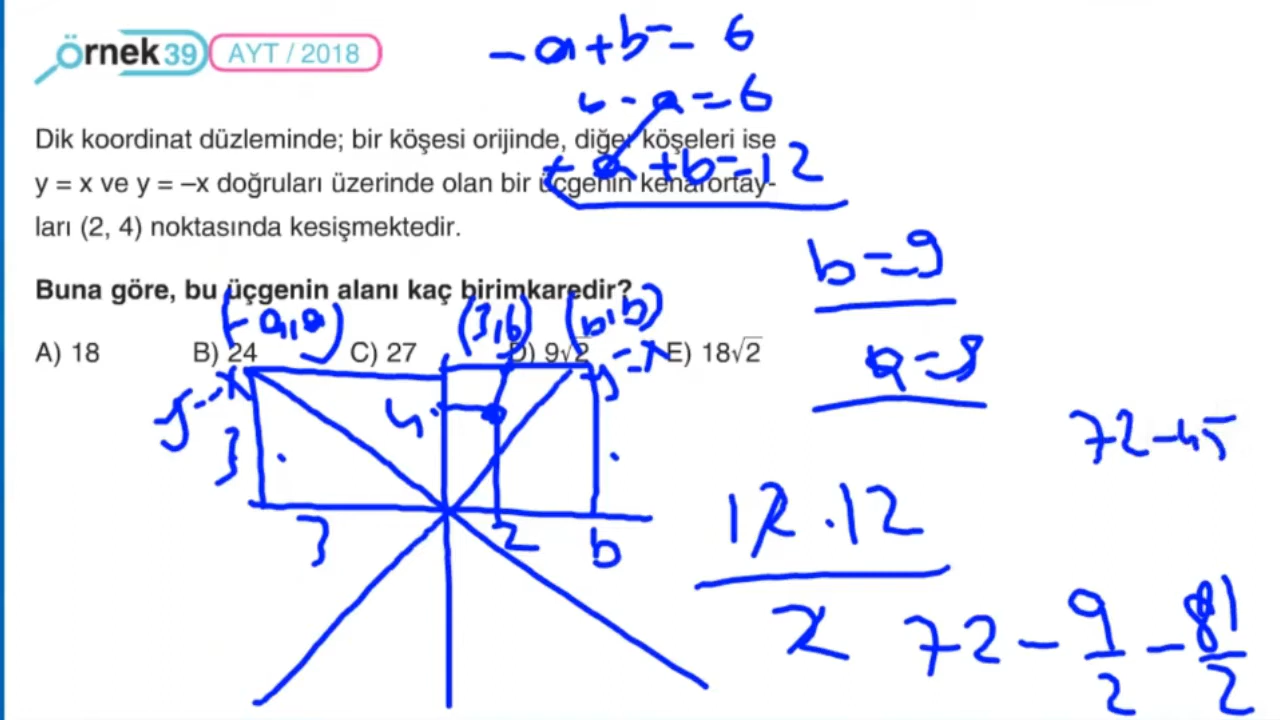 örnek 39 AYT / 2018
-a+b=6
b-a=6
Dik koordinat düzleminde; bir köşesi orijinde, diğer köşeleri ise
+a+b=12
y = x ve y = –x doğruları üzerinde olan bir üçgenin kenarortay-
ları (2, 4) noktasında kesişmektedir.
b=9
Buna göre, bu üçgenin alanı kaç birimkaredir?
(-a,a) (3,6) (b,b)
A) 18 B) 24 C) 27 D) 9√2 E) 18√2
a=3
y=-x y=x
4
72-45
3
12.12
3 2 b
2
72 - 9/2 - 81/2